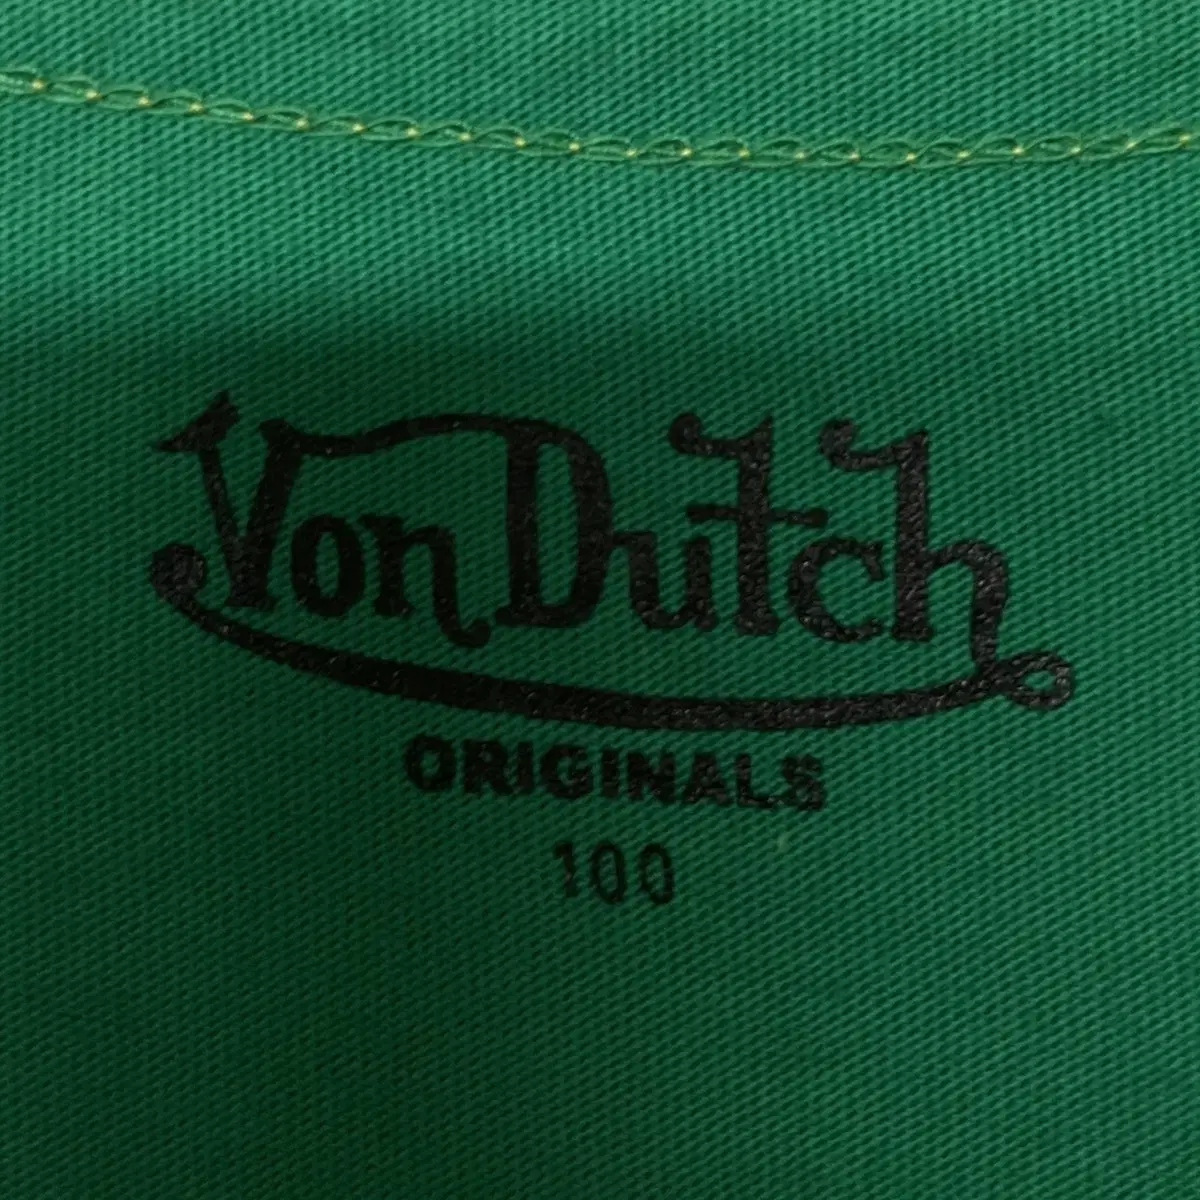 Von Dutch
ORIGINALS
100